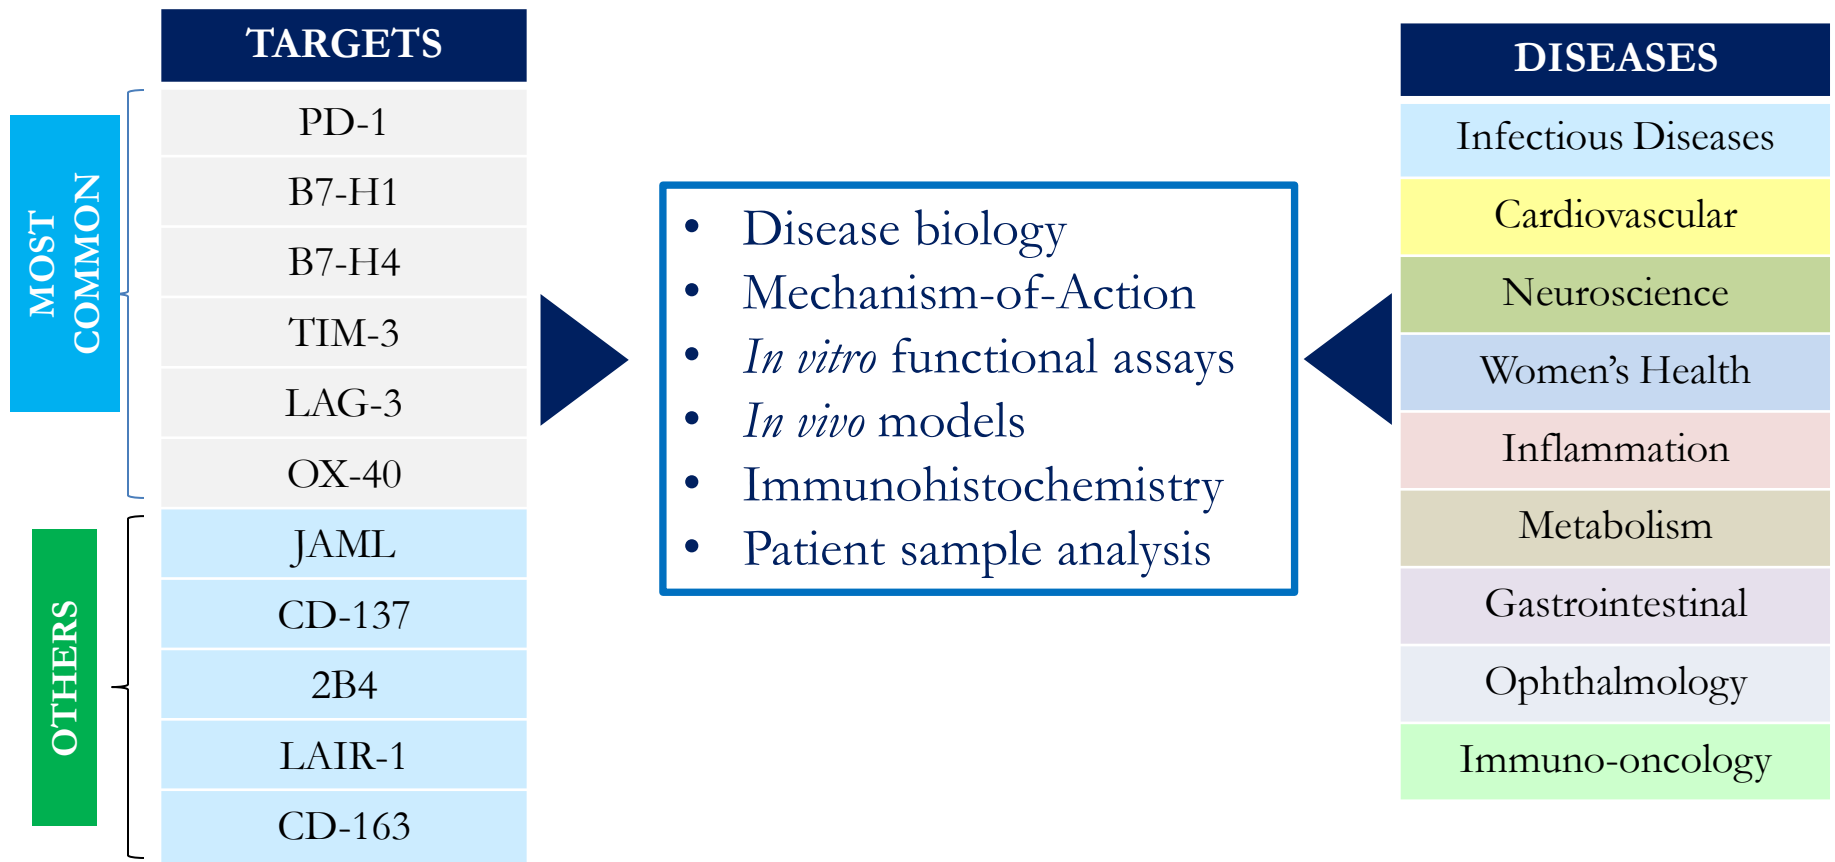 TARGETS
MOST
COMMON
PD-1
B7-H1
B7-H4
TIM-3
LAG-3
OX-40
OTHERS
JAML
CD-137
2B4
LAIR-1
CD-163
• Disease biology
• Mechanism-of-Action
• In vitro functional assays
• In vivo models
• Immunohistochemistry
• Patient sample analysis
DISEASES
Infectious Diseases
Cardiovascular
Neuroscience
Women’s Health
Inflammation
Metabolism
Gastrointestinal
Ophthalmology
Immuno-oncology